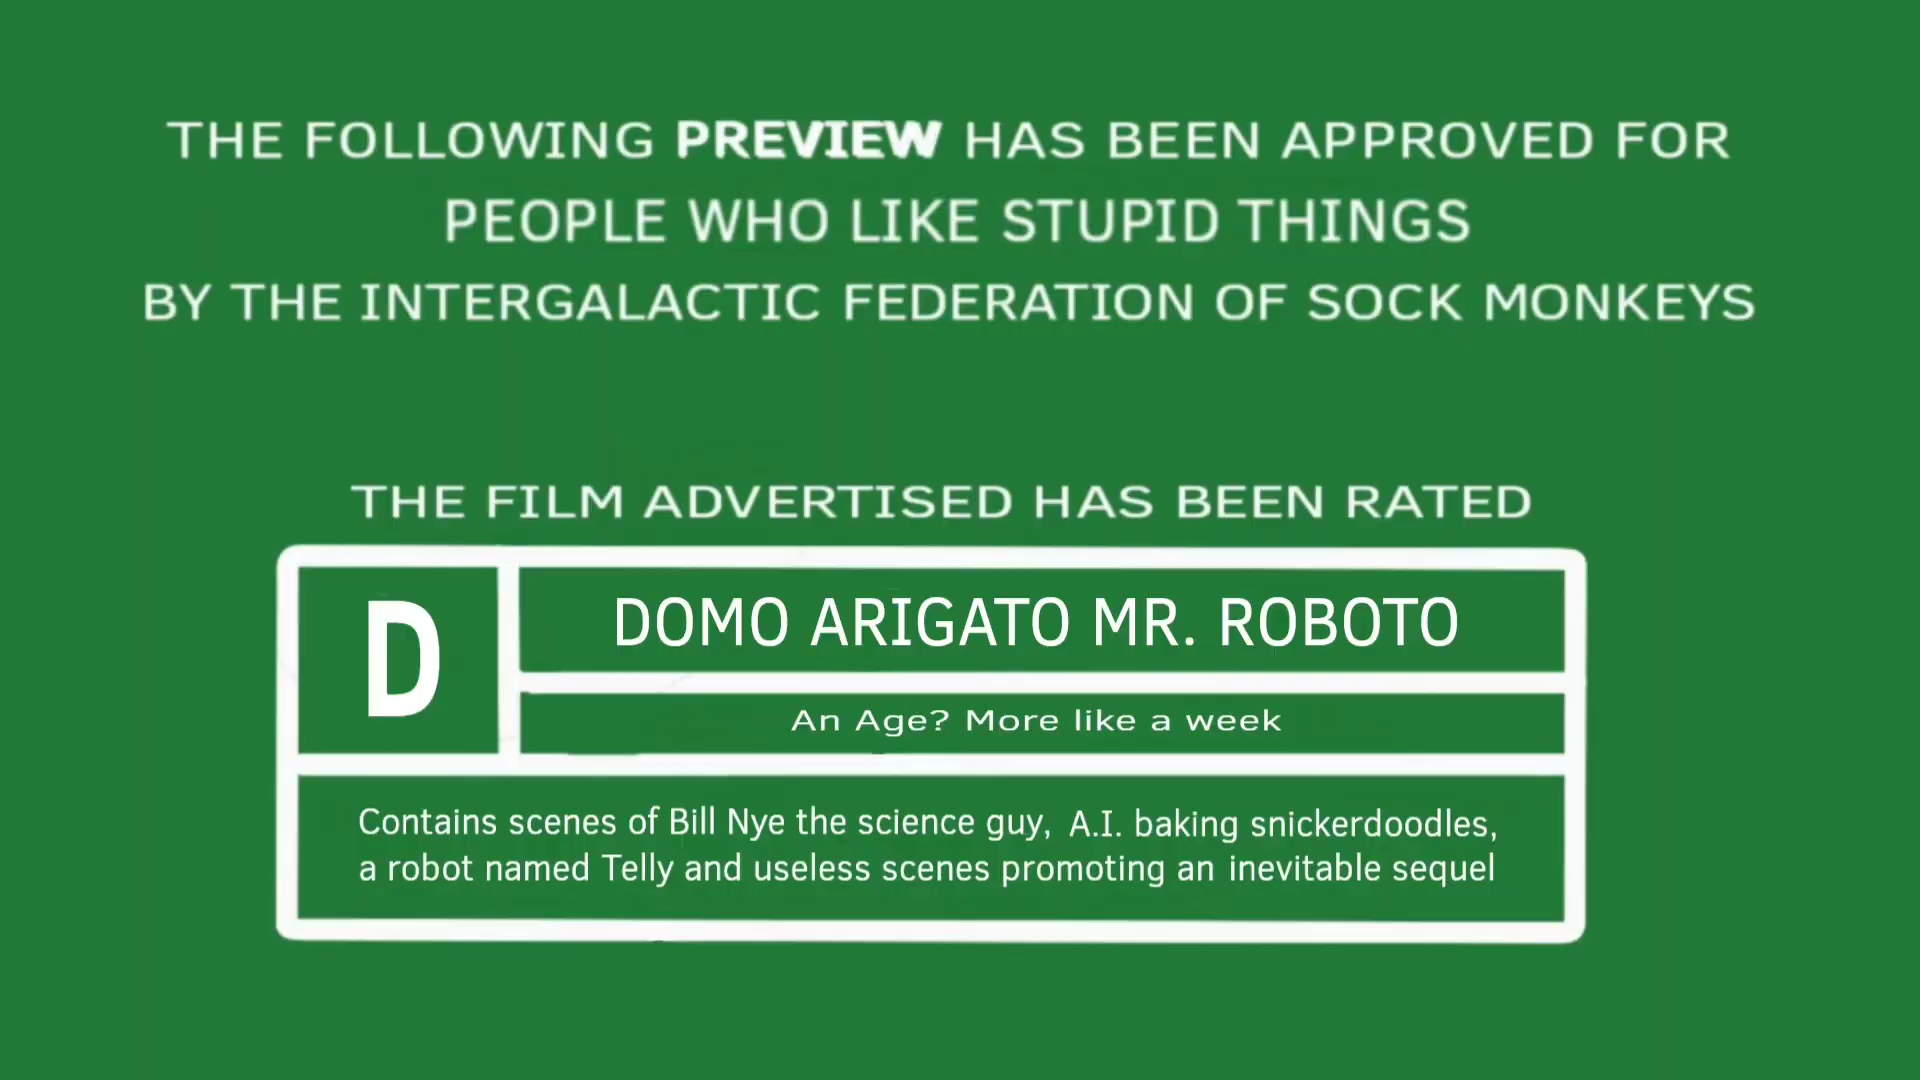 THE FOLLOWING PREVIEW HAS BEEN APPROVED FOR
PEOPLE WHO LIKE STUPID THINGS
BY THE INTERGALACTIC FEDERATION OF SOCK MONKEYS
THE FILM ADVERTISED HAS BEEN RATED
D
DOMO ARIGATO MR. ROBOTO
An Age? More like a week
Contains scenes of Bill Nye the science guy, A.I. baking snickerdoodles,
a robot named Telly and useless scenes promoting an inevitable sequel